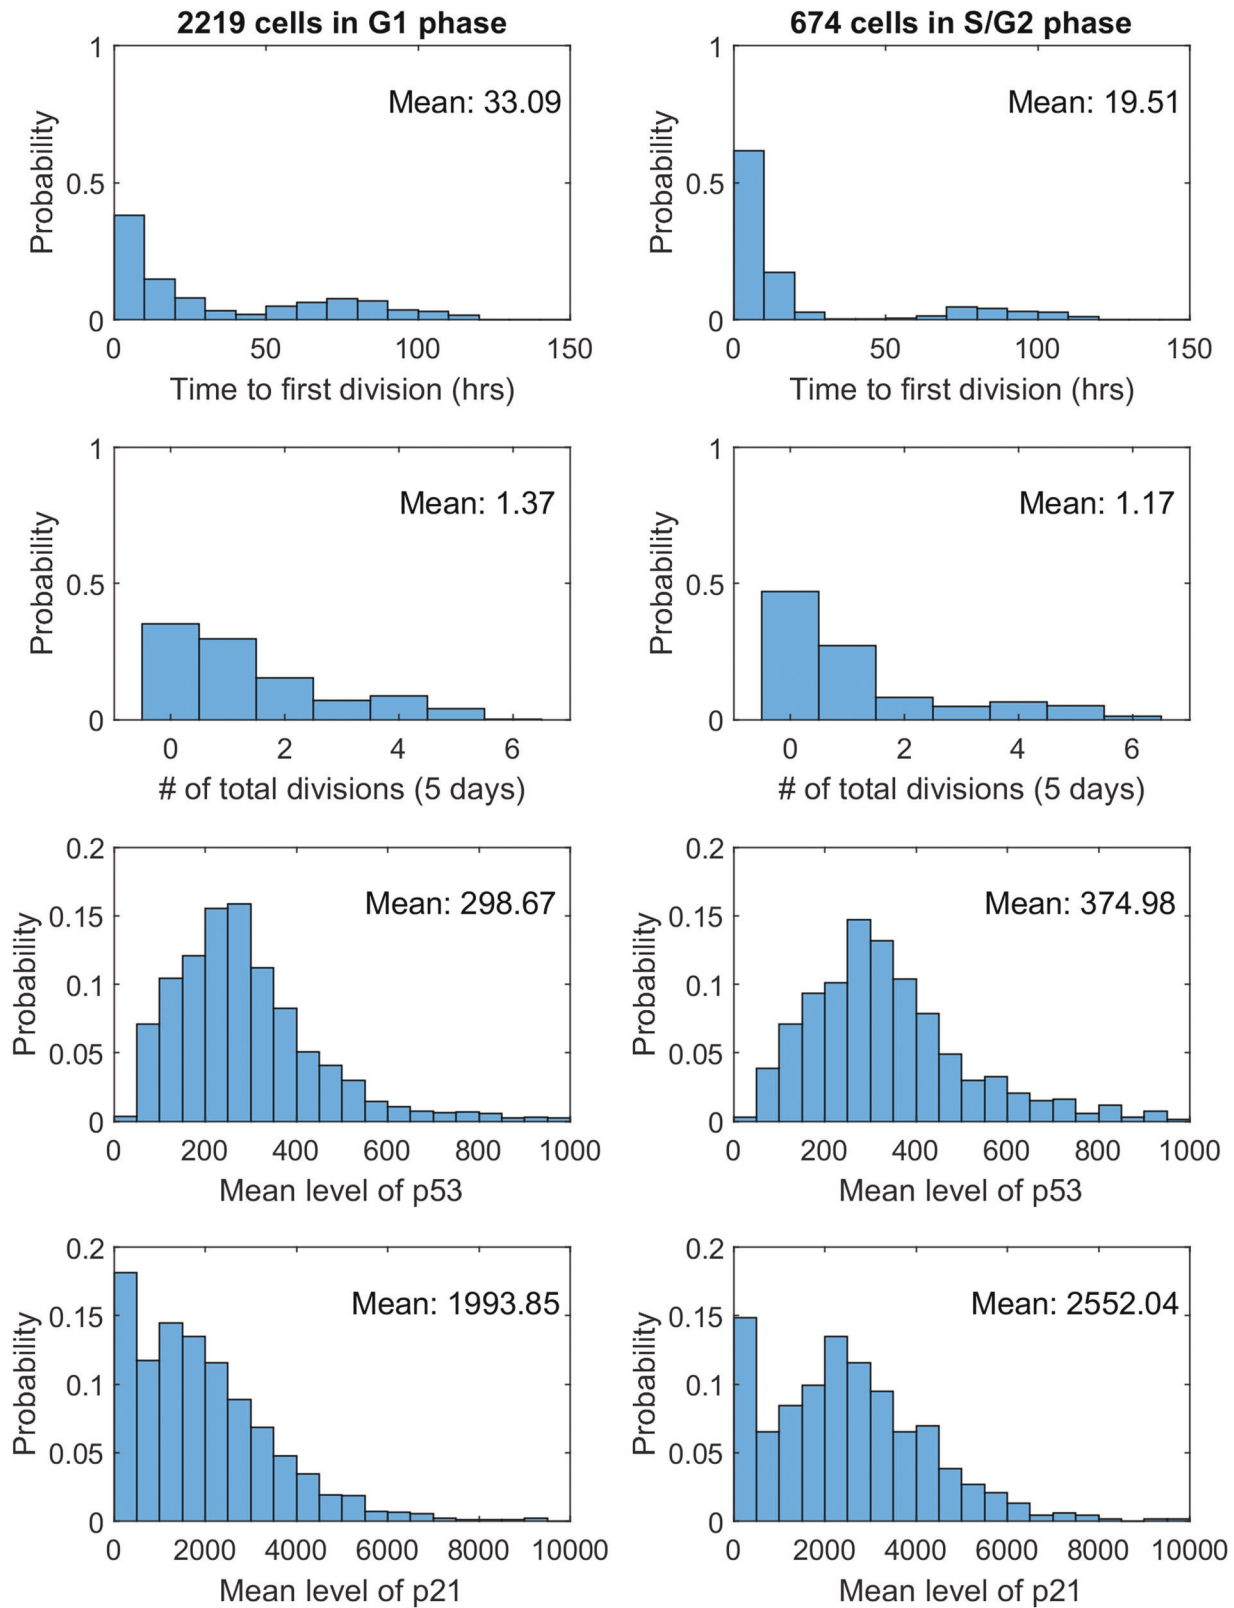 2219 cells in G1 phase
674 cells in S/G2 phase
Mean: 33.09
Probability
1
0.5
0
0 50 100 150
Time to first division (hrs)
Mean: 19.51
Probability
1
0.5
0
0 50 100 150
Time to first division (hrs)
Mean: 1.37
Probability
1
0.5
0
0 2 4 6
# of total divisions (5 days)
Mean: 1.17
Probability
1
0.5
0
0 2 4 6
# of total divisions (5 days)
Mean: 298.67
Probability
0.2
0.15
0.1
0.05
0
0 200 400 600 800 1000
Mean level of p53
Mean: 374.98
Probability
0.2
0.15
0.1
0.05
0
0 200 400 600 800 1000
Mean level of p53
Mean: 1993.85
Probability
0.2
0.15
0.1
0.05
0
0 2000 4000 6000 8000 10000
Mean level of p21
Mean: 2552.04
Probability
0.2
0.15
0.1
0.05
0
0 2000 4000 6000 8000 10000
Mean level of p21